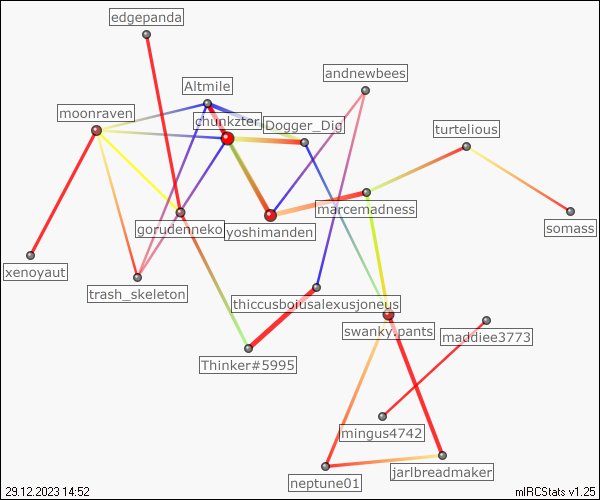 edgepanda
andnewbees
Altmile
moonraven
chunkzter
Dogger_Dig
turtelious
marcemadness
gorudenneko
yoshimanden
somass
xenoyaut
trash_skeleton
thiccusboiusalexusjoneus
swanky.pants
maddiee3773
Thinker#5995
mingus4742
jarlbreadmaker
neptune01
29.12.2023 14:52
mIRCStats v1.25